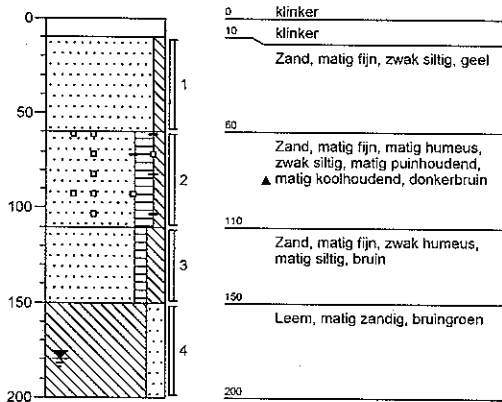 0
50
100
150
200
1
2
3
4
0 klinker
10 klinker
Zand, matig fijn, zwak siltig, geel
60
Zand, matig fijn, matig humeus,
zwak siltig, matig puinhoudend,
▲ matig koolhoudend, donkerbruin
110
Zand, matig fijn, zwak humeus,
matig siltig, bruin
150
Leem, matig zandig, bruingroen
200